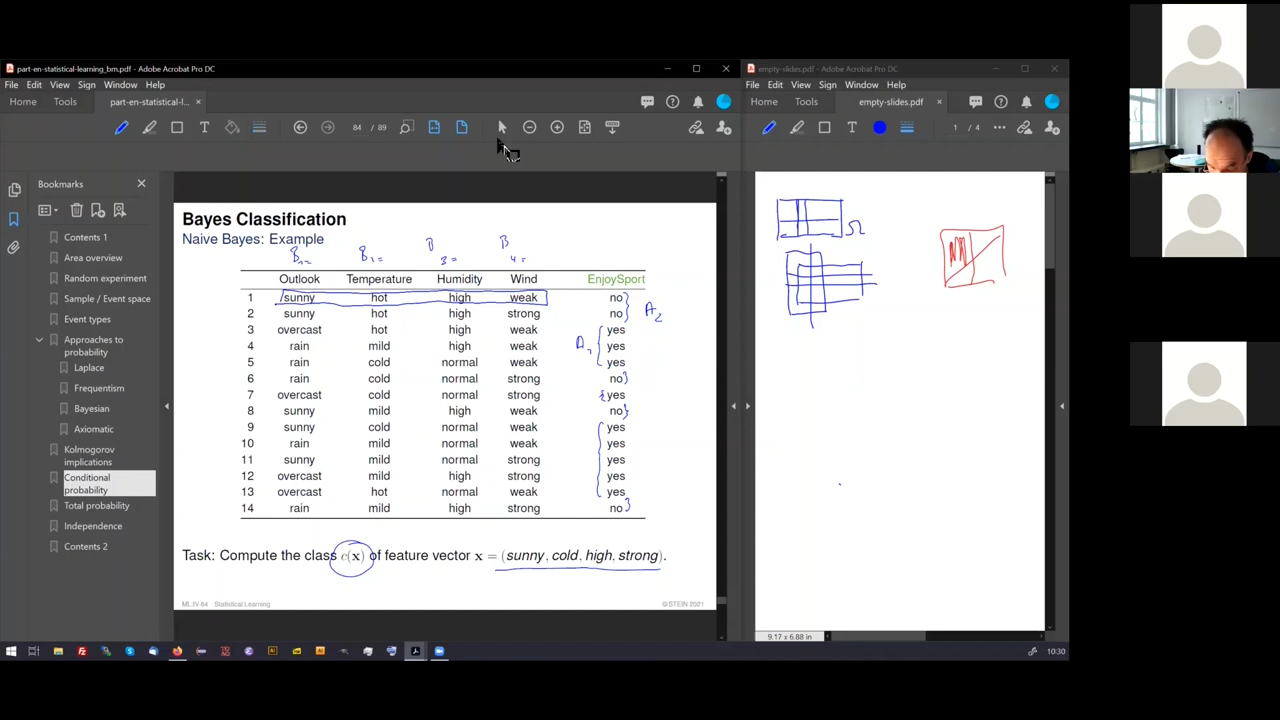 part-en-statistical-learning_bm.pdf - Adobe Acrobat Pro DC
empty-slides.pdf - Adobe Acrobat Pro DC
File Edit View Sign Window Help
File Edit View Sign Window Help
Home Tools part-en-statistical-l... ×
Home Tools empty-slides.pdf ×
84 / 89
1 / 4
Bookmarks
Contents 1
Area overview
Random experiment
Sample / Event space
Event types
Approaches to
probability
Laplace
Frequentism
Bayesian
Axiomatic
Kolmogorov
implications
Conditional
probability
Total probability
Independence
Contents 2
Bayes Classification
Naive Bayes: Example
Outlook Temperature Humidity Wind EnjoySport
1 sunny hot high weak no
2 sunny hot high strong no
3 overcast hot high weak yes
4 rain mild high weak yes
5 rain cold normal weak yes
6 rain cold normal strong no
7 overcast cold normal strong yes
8 sunny mild high weak no
9 sunny cold normal weak yes
10 rain mild normal weak yes
11 sunny mild normal strong yes
12 overcast mild high strong yes
13 overcast hot normal weak yes
14 rain mild high strong no
A2
Ω
Task: Compute the class c(x) of feature vector x = (sunny, cold, high, strong).
ML:IV-84 Statistical Learning
©STEIN 2021
9.17 x 6.88 in
10:30